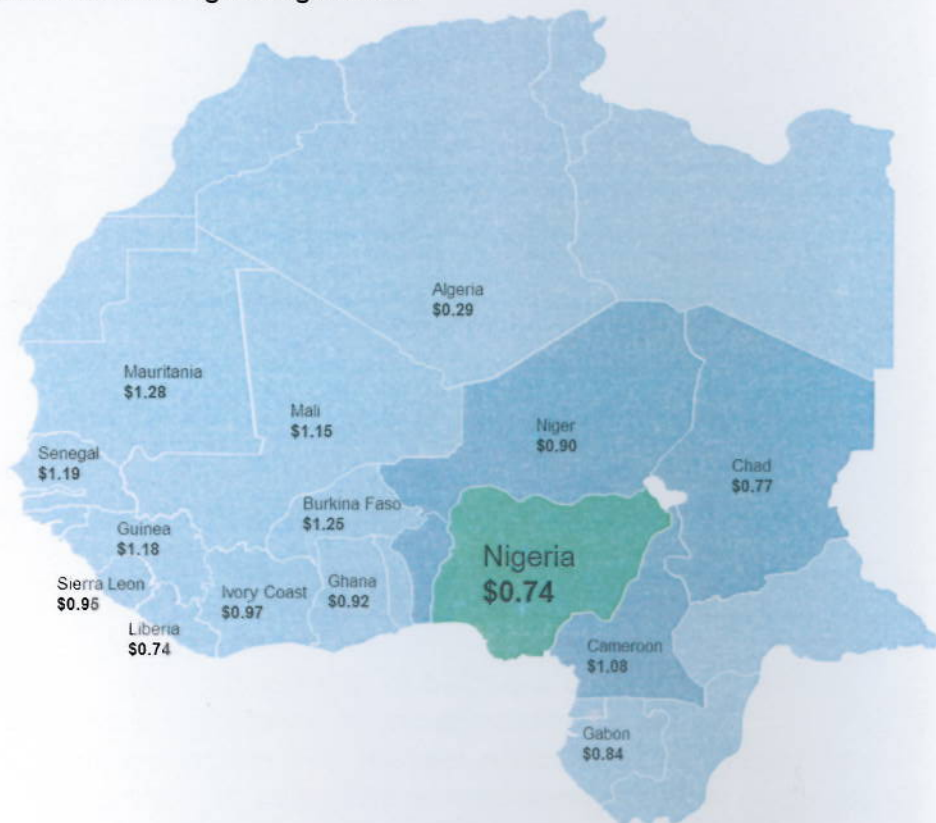 Algeria
$0.29
Mauritania
$1.28
Mali
$1.15
Niger
$0.90
Senegal
$1.19
Chad
$0.77
Burkina Faso
$1.25
Guinea
$1.18
Nigeria
$0.74
Sierra Leon
$0.95
Ivory Coast
$0.97
Ghana
$0.92
Liberia
$0.74
Cameroon
$1.08
Gabon
$0.84